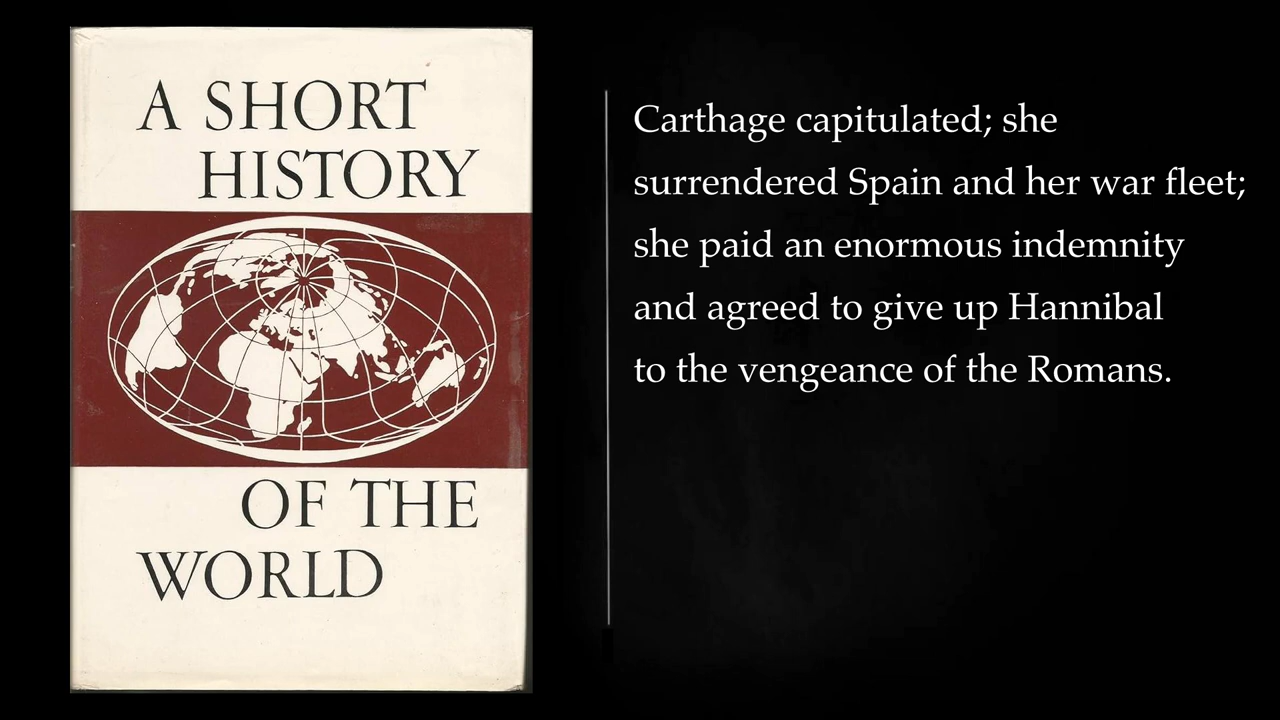 A SHORT
HISTORY
OF THE
WORLD
Carthage capitulated; she
surrendered Spain and her war fleet;
she paid an enormous indemnity
and agreed to give up Hannibal
to the vengeance of the Romans.